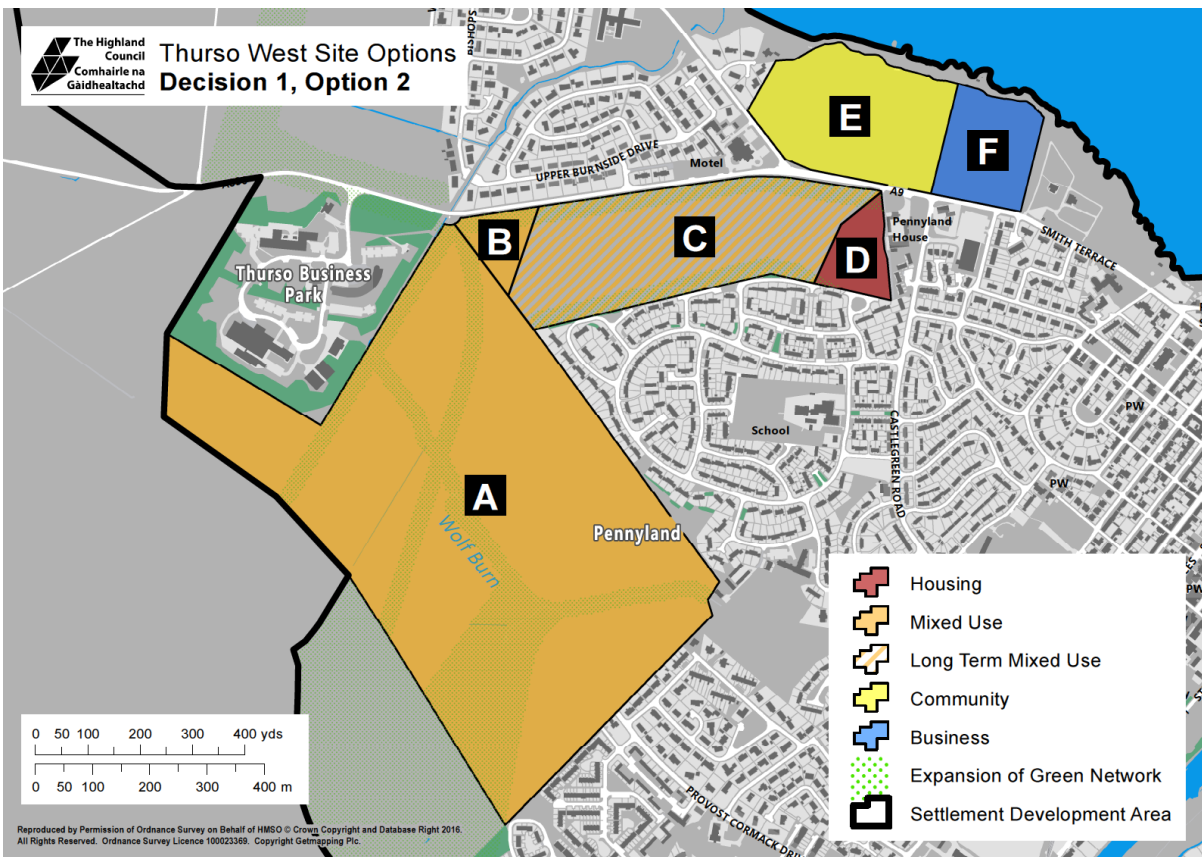 The Highland
Council
Comhairle na
Gàidhealtachd
Thurso West Site Options
Decision 1, Option 2
BISHOPS
UPPER BURNSIDE DRIVE
Motel
E
F
A9
B
C
D
Pennyland
House
SMITH TERRACE
Thurso Business
Park
PW
School
CASTLEGREEN ROAD
PW
A
Wolf Burn
Pennyland
PROVOST CORMACK DRI
Housing
Mixed Use
Long Term Mixed Use
Community
Business
Expansion of Green Network
Settlement Development Area
PW
0 50 100 200 300 400 yds
0 50 100 200 300 400 m
Reproduced by Permission of Ordnance Survey on Behalf of HMSO © Crown Copyright and Database Right 2016.
All Rights Reserved. Ordnance Survey Licence 100023369. Copyright Getmapping Plc.